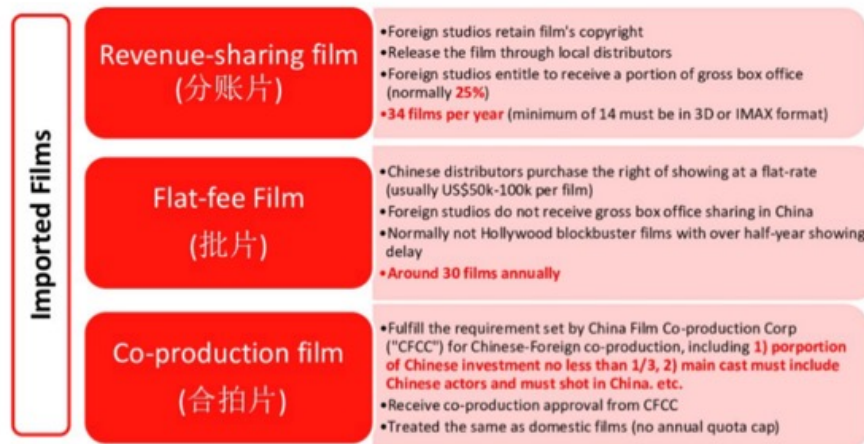 Imported Films
Revenue-sharing film
(分账片)
•Foreign studios retain film's copyright
•Release the film through local distributors
•Foreign studios entitle to receive a portion of gross box office
(normally 25%)
•34 films per year (minimum of 14 must be in 3D or IMAX format)
Flat-fee Film
(批片)
•Chinese distributors purchase the right of showing at a flat-rate
(usually US$50k-100k per film)
•Foreign studios do not receive gross box office sharing in China
•Normally not Hollywood blockbuster films with over half-year showing
delay
•Around 30 films annually
Co-production film
(合拍片)
•Fulfill the requirement set by China Film Co-production Corp
("CFCC") for Chinese-Foreign co-production, including 1) porportion
of Chinese investment no less than 1/3, 2) main cast must include
Chinese actors and must shot in China. etc.
•Receive co-production approval from CFCC
•Treated the same as domestic films (no annual quota cap)